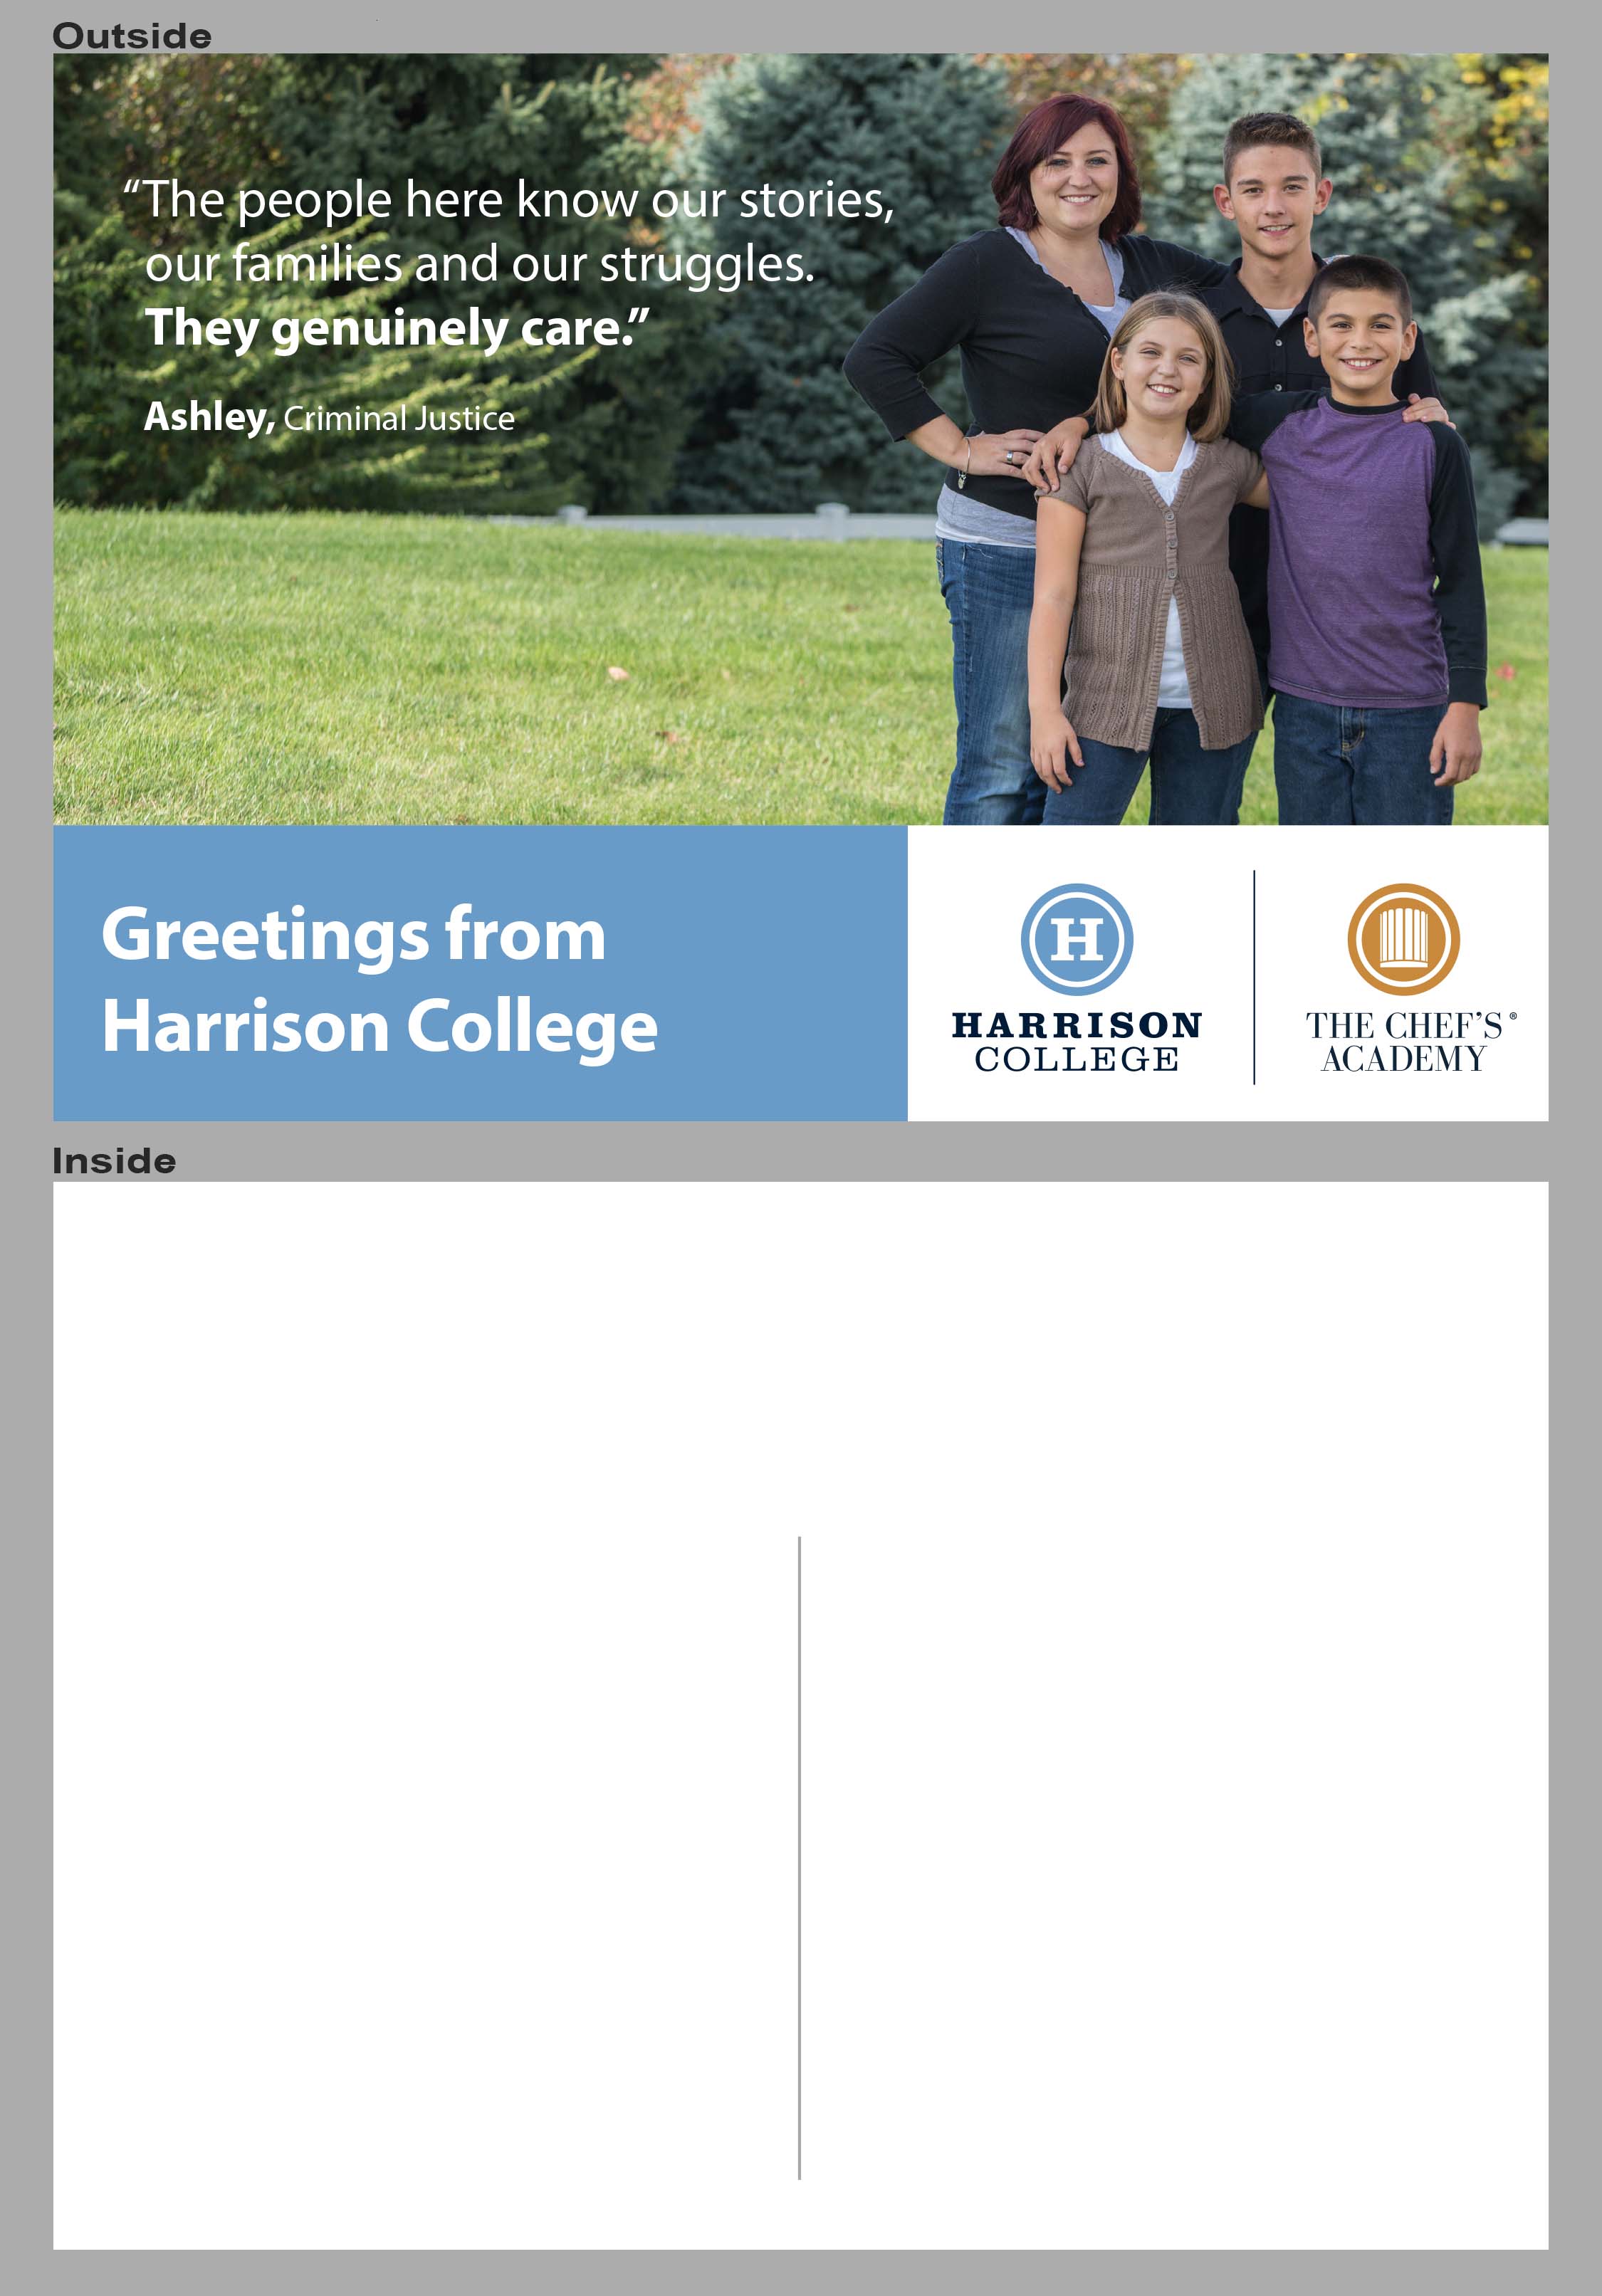 Outside
“The people here know our stories,
our families and our struggles.
They genuinely care.”
Ashley, Criminal Justice
Greetings from
Harrison College
H
HARRISON
COLLEGE
THE CHEF’S®
ACADEMY
Inside